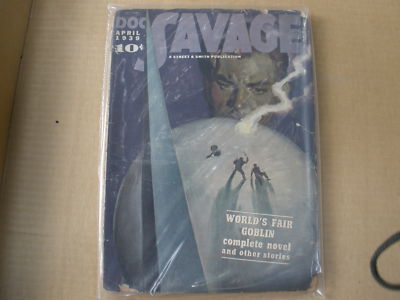 DOC SAVAGE
APRIL
1939
10¢
A STREET & SMITH PUBLICATION
WORLD'S FAIR
GOBLIN
complete novel
and other stories